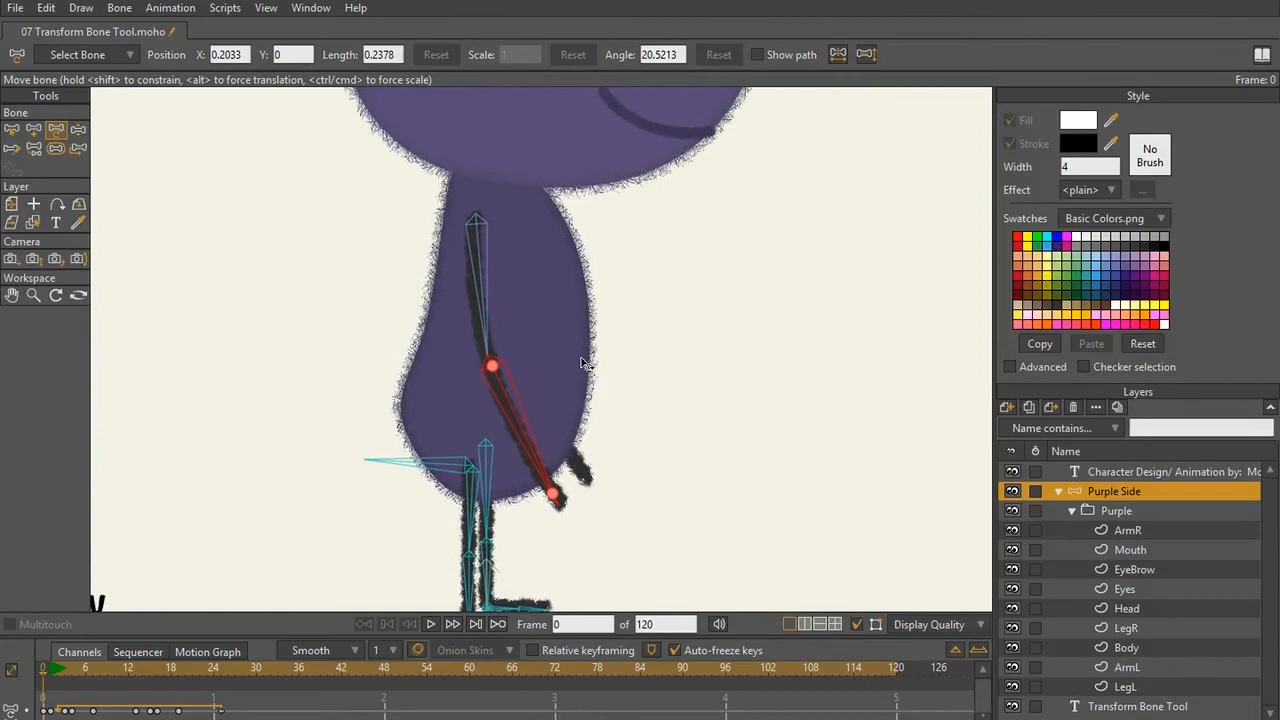 File Edit Draw Bone Animation Scripts View Window Help
07 Transform Bone Tool.moho
Select Bone Position X: 0.2033 Y: 0 Length: 0.2378 Reset Scale: 1 Reset Angle: 20.5213 Reset Show path
Move bone (hold <shift> to constrain, <alt> to force translation, <ctrl/cmd> to force scale) Frame: 0
Tools
Bone
Layer
Camera
Workspace
Style
Fill
Stroke
No Brush
Width 4
Effect <plain> ...
Swatches Basic Colors.png
Copy Paste Reset
Advanced Checker selection
Layers
Name contains...
Name
Character Design/ Animation by: Mc
Purple Side
Purple
ArmR
Mouth
EyeBrow
Eyes
Head
LegR
Body
ArmL
LegL
Transform Bone Tool
Multitouch Frame 0 of 120 Display Quality
Channels Sequencer Motion Graph Smooth 1 Onion Skins Relative keyframing Auto-freeze keys
0 6 12 18 24 30 36 42 48 54 60 66 72 78 84 90 96 102 108 114 120 126
0 1 2 3 4 5